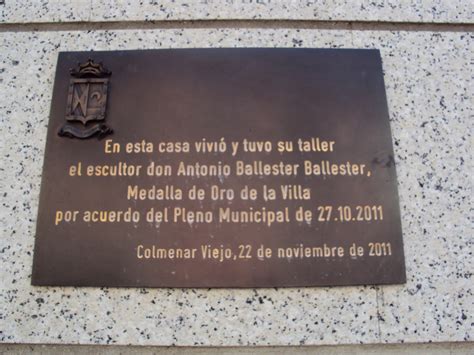 En esta casa vivió y tuvo su taller
el escultor don Antonio Ballester Ballester,
Medalla de Oro de la Villa
por acuerdo del Pleno Municipal de 27.10.2011
Colmenar Viejo, 22 de noviembre de 2011